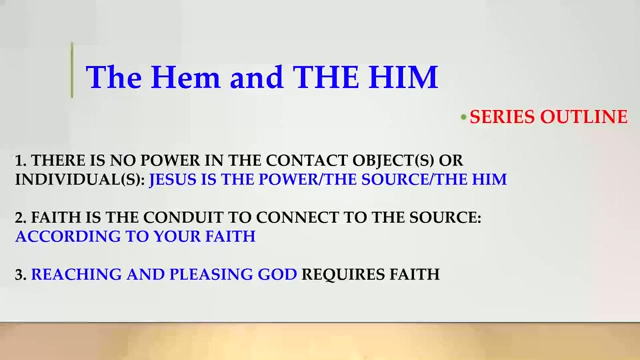 The Hem and THE HIM
•SERIES OUTLINE
1. THERE IS NO POWER IN THE CONTACT OBJECT(S) OR
INDIVIDUAL(S): JESUS IS THE POWER/THE SOURCE/THE HIM
2. FAITH IS THE CONDUIT TO CONNECT TO THE SOURCE:
ACCORDING TO YOUR FAITH
3. REACHING AND PLEASING GOD REQUIRES FAITH